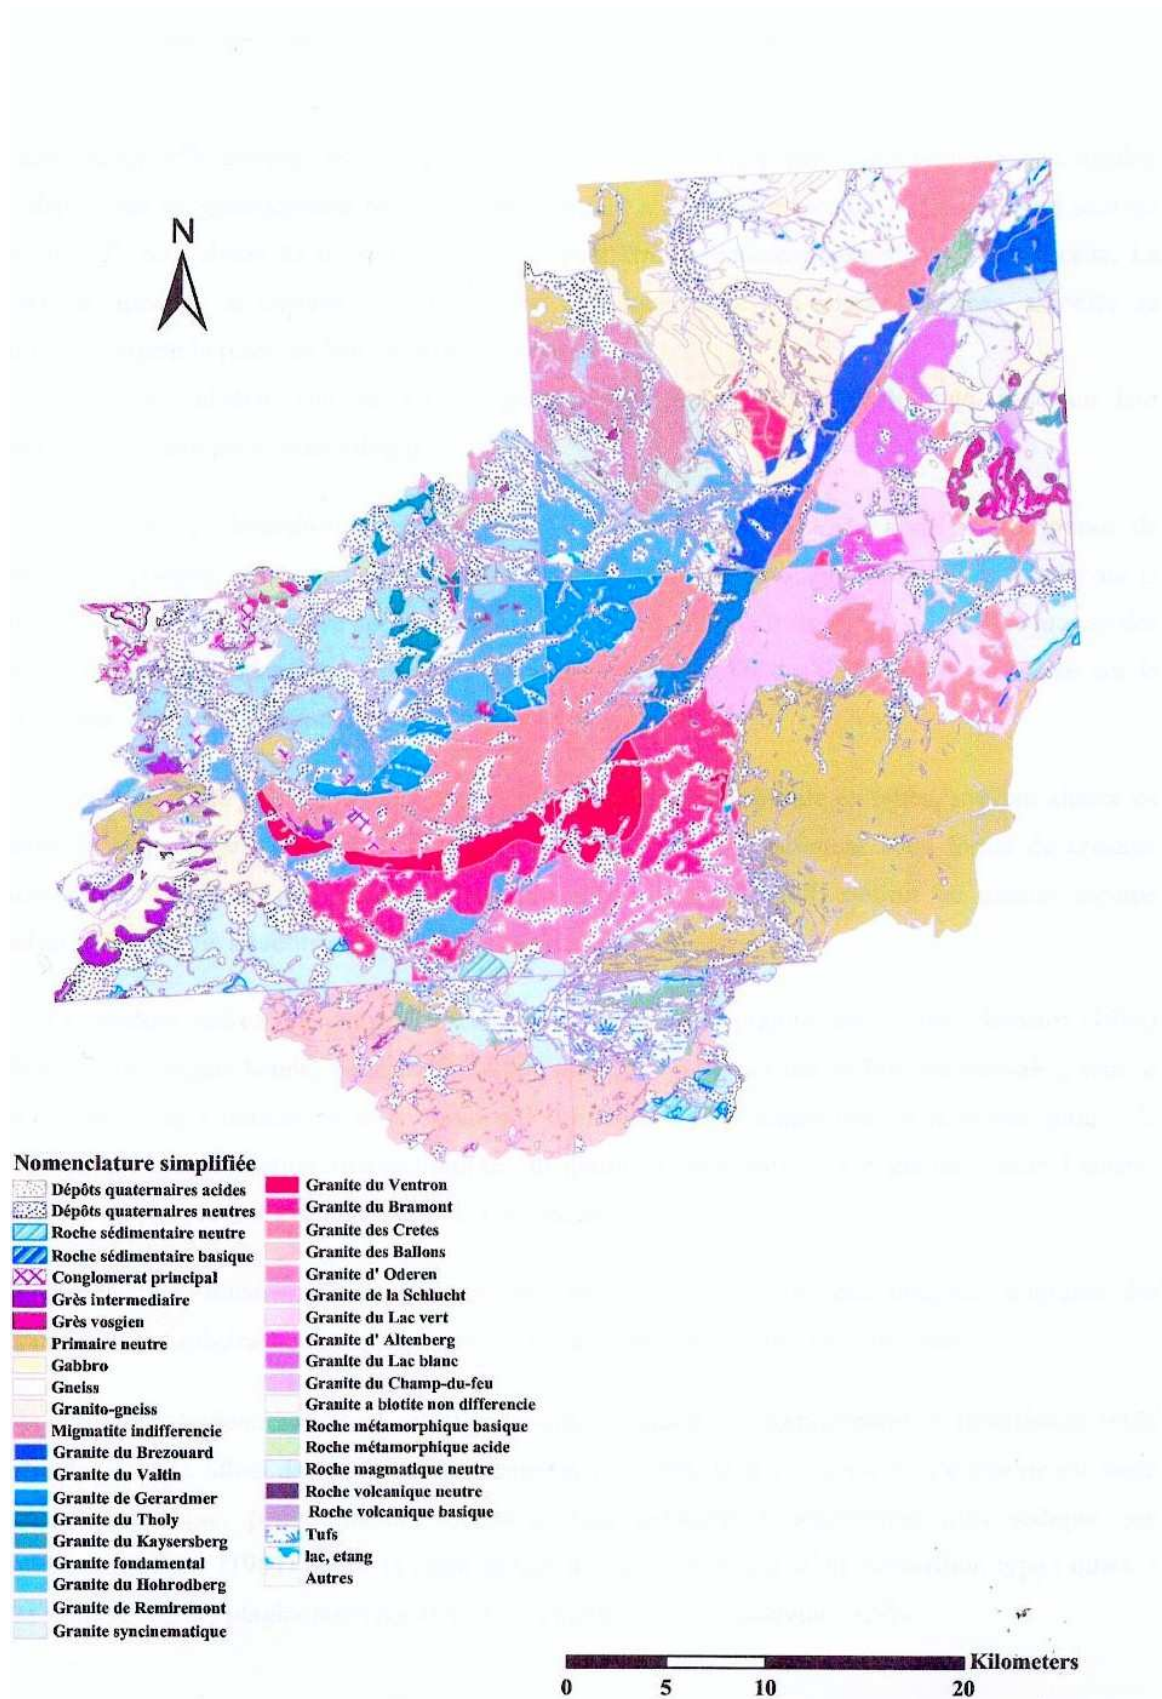 N
Nomenclature simplifiée
Dépôts quaternaires acides
Dépôts quaternaires neutres
Roche sédimentaire neutre
Roche sédimentaire basique
Conglomerat principal
Grès intermediaire
Grès vosgien
Primaire neutre
Gabbro
Gneiss
Granito-gneiss
Migmatite indifferencie
Granite du Brezouard
Granite du Valtin
Granite de Gerardmer
Granite du Tholy
Granite du Kaysersberg
Granite fondamental
Granite du Hohrodberg
Granite de Remiremont
Granite syncinematique
Granite du Ventron
Granite du Bramont
Granite des Cretes
Granite des Ballons
Granite d' Oderen
Granite de la Schlucht
Granite du Lac vert
Granite d' Altenberg
Granite du Lac blanc
Granite du Champ-du-feu
Granite a biotite non differencie
Roche métamorphique basique
Roche métamorphique acide
Roche magmatique neutre
Roche volcanique neutre
Roche volcanique basique
Tufs
lac, etang
Autres
Kilometers
0 5 10 20